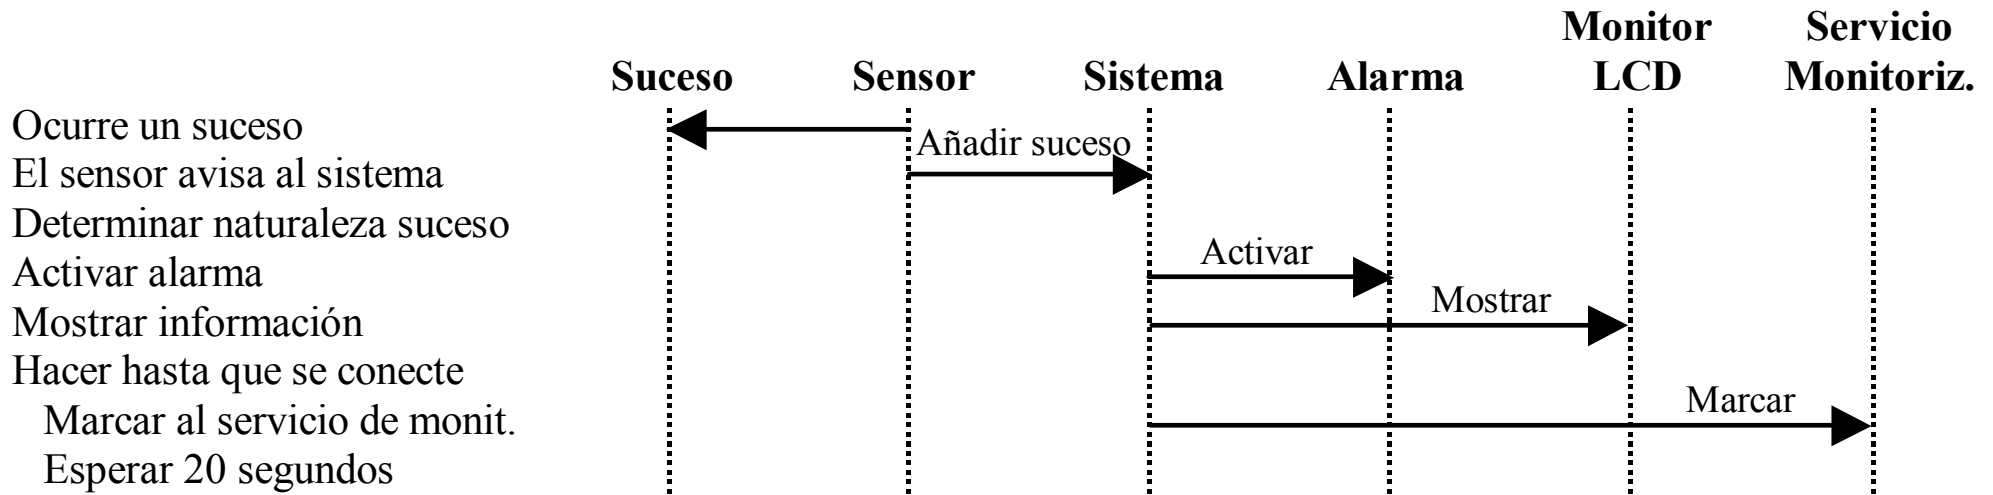 Monitor Servicio
Suceso Sensor Sistema Alarma LCD Monitoriz.
Ocurre un suceso
Añadir suceso
El sensor avisa al sistema
Determinar naturaleza suceso
Activar
Activar alarma
Mostrar
Mostrar información
Hacer hasta que se conecte
Marcar
Marcar al servicio de monit.
Esperar 20 segundos